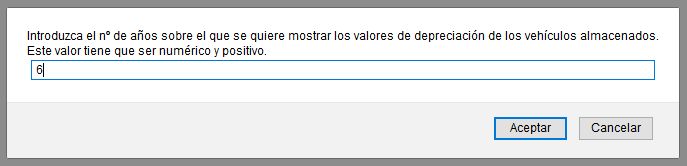 Introduzca el nº de años sobre el que se quiere mostrar los valores de depreciación de los vehículos almacenados.
Este valor tiene que ser numérico y positivo.
6
Aceptar Cancelar